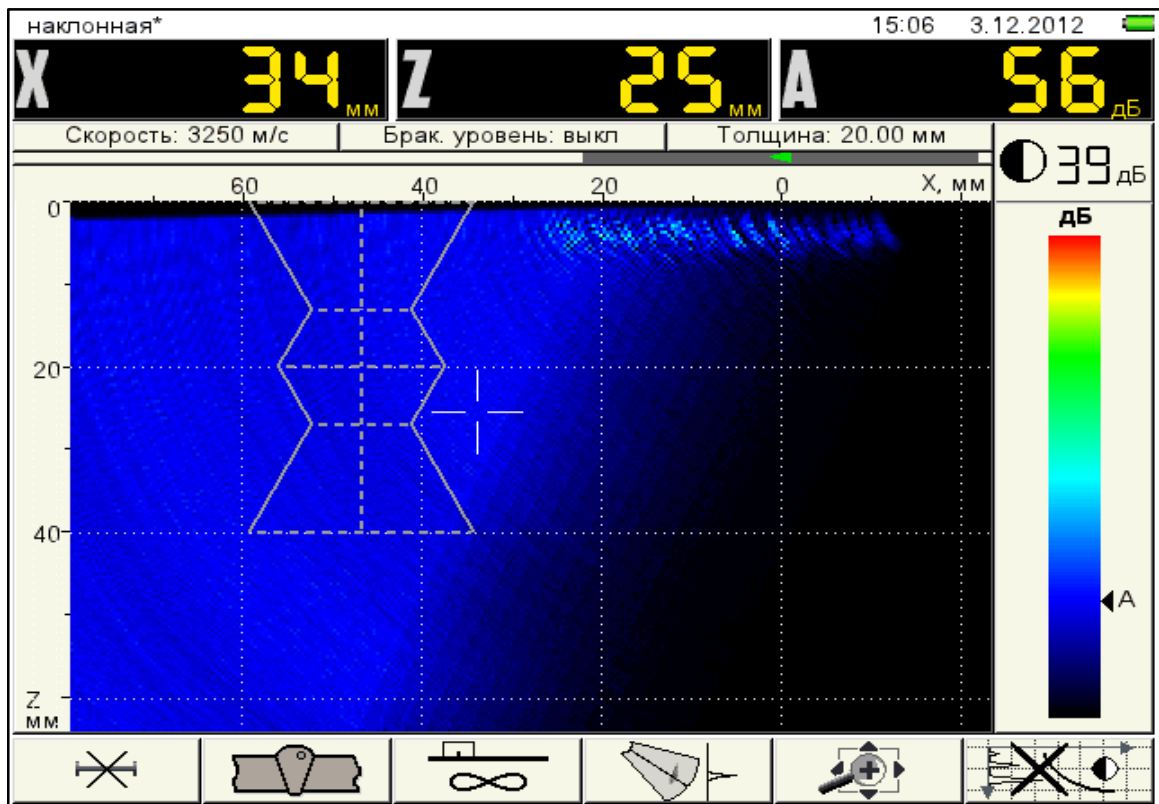 наклонная* 15:06 3.12.2012
X 34 мм Z 25 мм A 56 дБ
Скорость: 3250 м/с Брак. уровень: выкл Толщина: 20.00 мм
39 дБ
60 40 20 0 X, мм
дБ
0
20
40
A
Z
мм